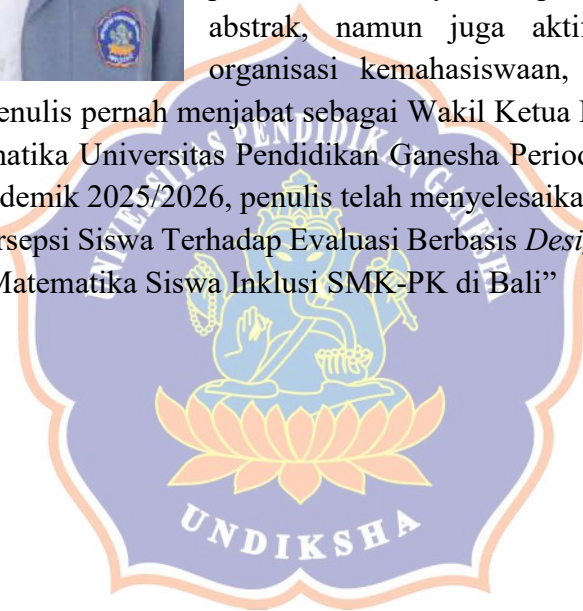 abstrak, namun juga aktif
organisasi kemahasiswaan,
enulis pernah menjabat sebagai Wakil Ketua
matika Universitas Pendidikan Ganesha Period
demik 2025/2026, penulis telah menyelesaika
rsepsi Siswa Terhadap Evaluasi Berbasis Desi
Matematika Siswa Inklusi SMK-PK di Bali”
UNIVERSITAS PENDIDIKAN GANESHA
UNDIKSHA